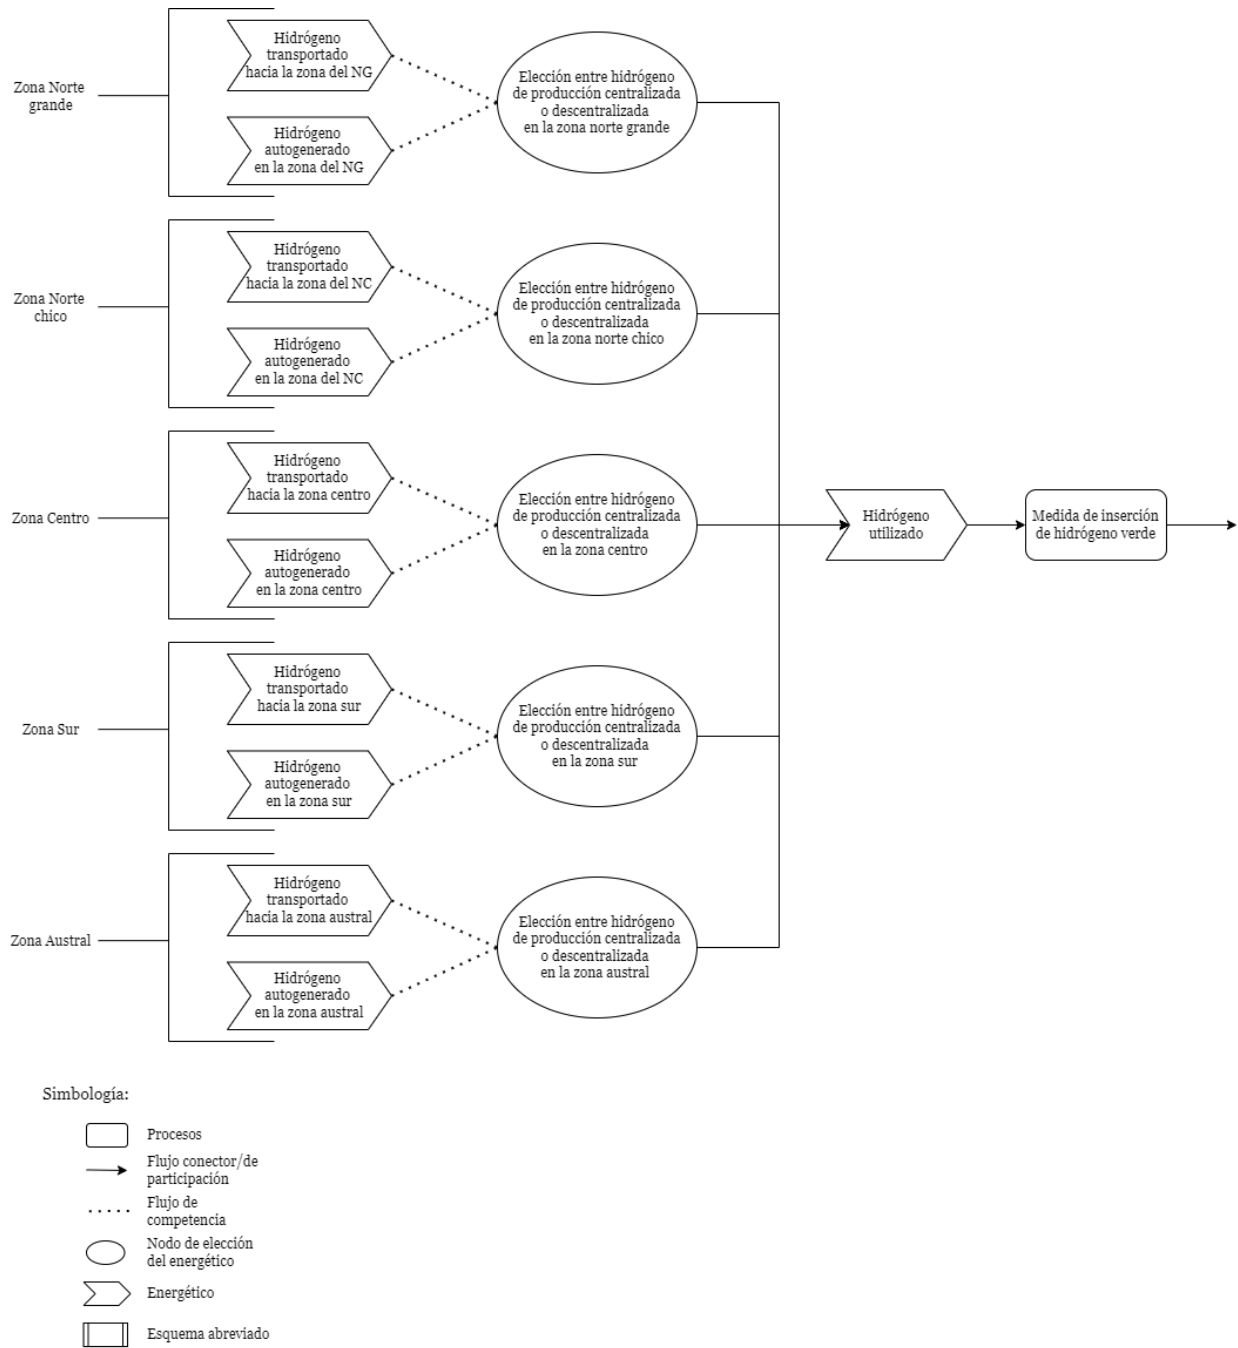 Zona Norte
grande
Hidrógeno
transportado
hacia la zona del NG
Hidrógeno
autogenerado
en la zona del NG
Elección entre hidrógeno
de producción centralizada
o descentralizada
en la zona norte grande
Zona Norte
chico
Hidrógeno
transportado
hacia la zona del NC
Hidrógeno
autogenerado
en la zona del NC
Elección entre hidrógeno
de producción centralizada
o descentralizada
en la zona norte chico
Zona Centro
Hidrógeno
transportado
hacia la zona centro
Hidrógeno
autogenerado
en la zona centro
Elección entre hidrógeno
de producción centralizada
o descentralizada
en la zona centro
Hidrógeno
utilizado
Medida de inserción
de hidrógeno verde
Zona Sur
Hidrógeno
transportado
hacia la zona sur
Hidrógeno
autogenerado
en la zona sur
Elección entre hidrógeno
de producción centralizada
o descentralizada
en la zona sur
Zona Austral
Hidrógeno
transportado
hacia la zona austral
Hidrógeno
autogenerado
en la zona austral
Elección entre hidrógeno
de producción centralizada
o descentralizada
en la zona austral
Simbología:
Procesos
Flujo conector/de
participación
Flujo de
competencia
Nodo de elección
del energético
Energético
Esquema abreviado